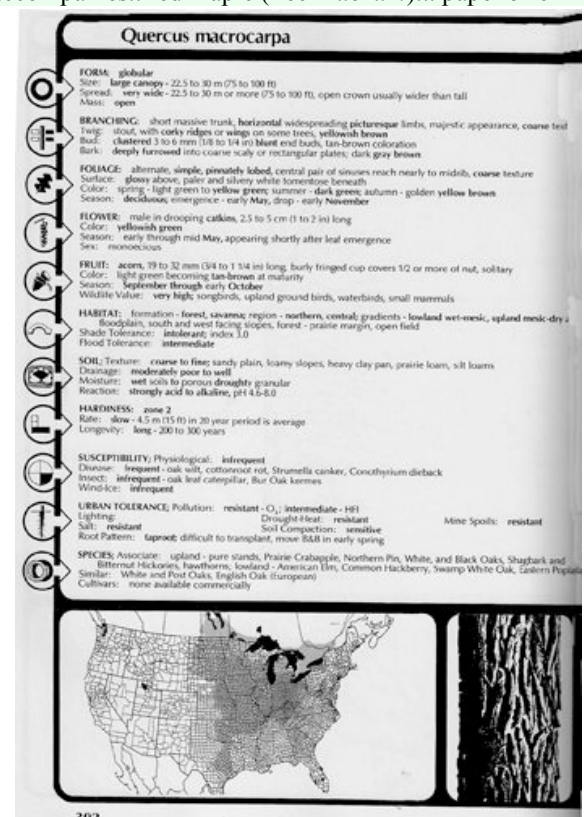 Quercus macrocarpa
FORM; globular
Size: large canopy - 22.5 to 30 m (75 to 100 ft)
Spread: very wide - 22.5 to 30 m or more (75 to 100 ft), open crown usually wider than tall
Mass: open
BRANCHING: short massive trunk, horizontal widespreading picturesque limbs, majestic appearance, coarse text
Twig: stout, with corky ridges or wings on some trees, yellowish brown
Bud: clustered 3 to 6 mm (1/8 to 1/4 in) blunt end buds, tan-brown coloration
Bark: deeply furrowed into coarse scaly or rectangular plates; dark gray brown
FOLIAGE: alternate, simple, pinnately lobed, central pair of sinuses reach nearly to midrib, coarse texture
Surface: glossy above, paler and silvery white tomentose beneath
Color: spring - light green to yellow green; summer - dark green; autumn - golden yellow brown
Season: deciduous; emergence - early May, drop - early November
FLOWER: male in drooping catkins, 2.5 to 5 cm (1 to 2 in) long
Color: yellowish green
Season: early through mid May, appearing shortly after leaf emergence
Sex: monoecious
FRUIT: acorn, 19 to 32 mm (3/4 to 1 1/4 in) long, burly fringed cup covers 1/2 or more of nut, solitary
Color: light green becoming tan-brown at maturity
Season: September through early October
Wildlife Value: very high; songbirds, upland ground birds, waterbirds, small mammals
HABITAT: formation - forest, savanna; region - northern, central; gradients - lowland wet-mesic, upland mesic-dry
floodplain, south and west facing slopes, forest - prairie margin, open field
Shade Tolerance: intolerant; index 3.0
Flood Tolerance: intermediate
SOIL; Texture: coarse to fine; sandy plain, loamy slopes, heavy clay pan, prairie loam, silt loams
Drainage: moderately poor to well
Moisture: wet soils to porous droughty granular
Reaction: strongly acid to alkaline, pH 4.6-8.0
HARDINESS: zone 2
Rate: slow - 4.5 m (15 ft) in 20 year period is average
Longevity: long - 200 to 300 years
SUSCEPTIBILITY; Physiological: infrequent
Disease: frequent - oak wilt, cottonroot rot, Strumella canker, Conothyrium dieback
Insect: infrequent - oak leaf caterpillar, Bur Oak kermes
Wind-Ice: infrequent
URBAN TOLERANCE; Pollution: resistant - O3; intermediate - HFl
Lighting: Drought-Heat: resistant Mine Spoils: resistant
Salt: resistant Soil Compaction: sensitive
Root Pattern: taproot; difficult to transplant, move B&B in early spring
SPECIES; Associate: upland - pure stands, Prairie Crabapple, Northern Pin, White, and Black Oaks, Shagbark and
Bitternut Hickories, hawthorns; lowland - American Elm, Common Hackberry, Swamp White Oak, Eastern
Similar: White and Post Oaks, English Oak (European)
Cultivars: none available commercially